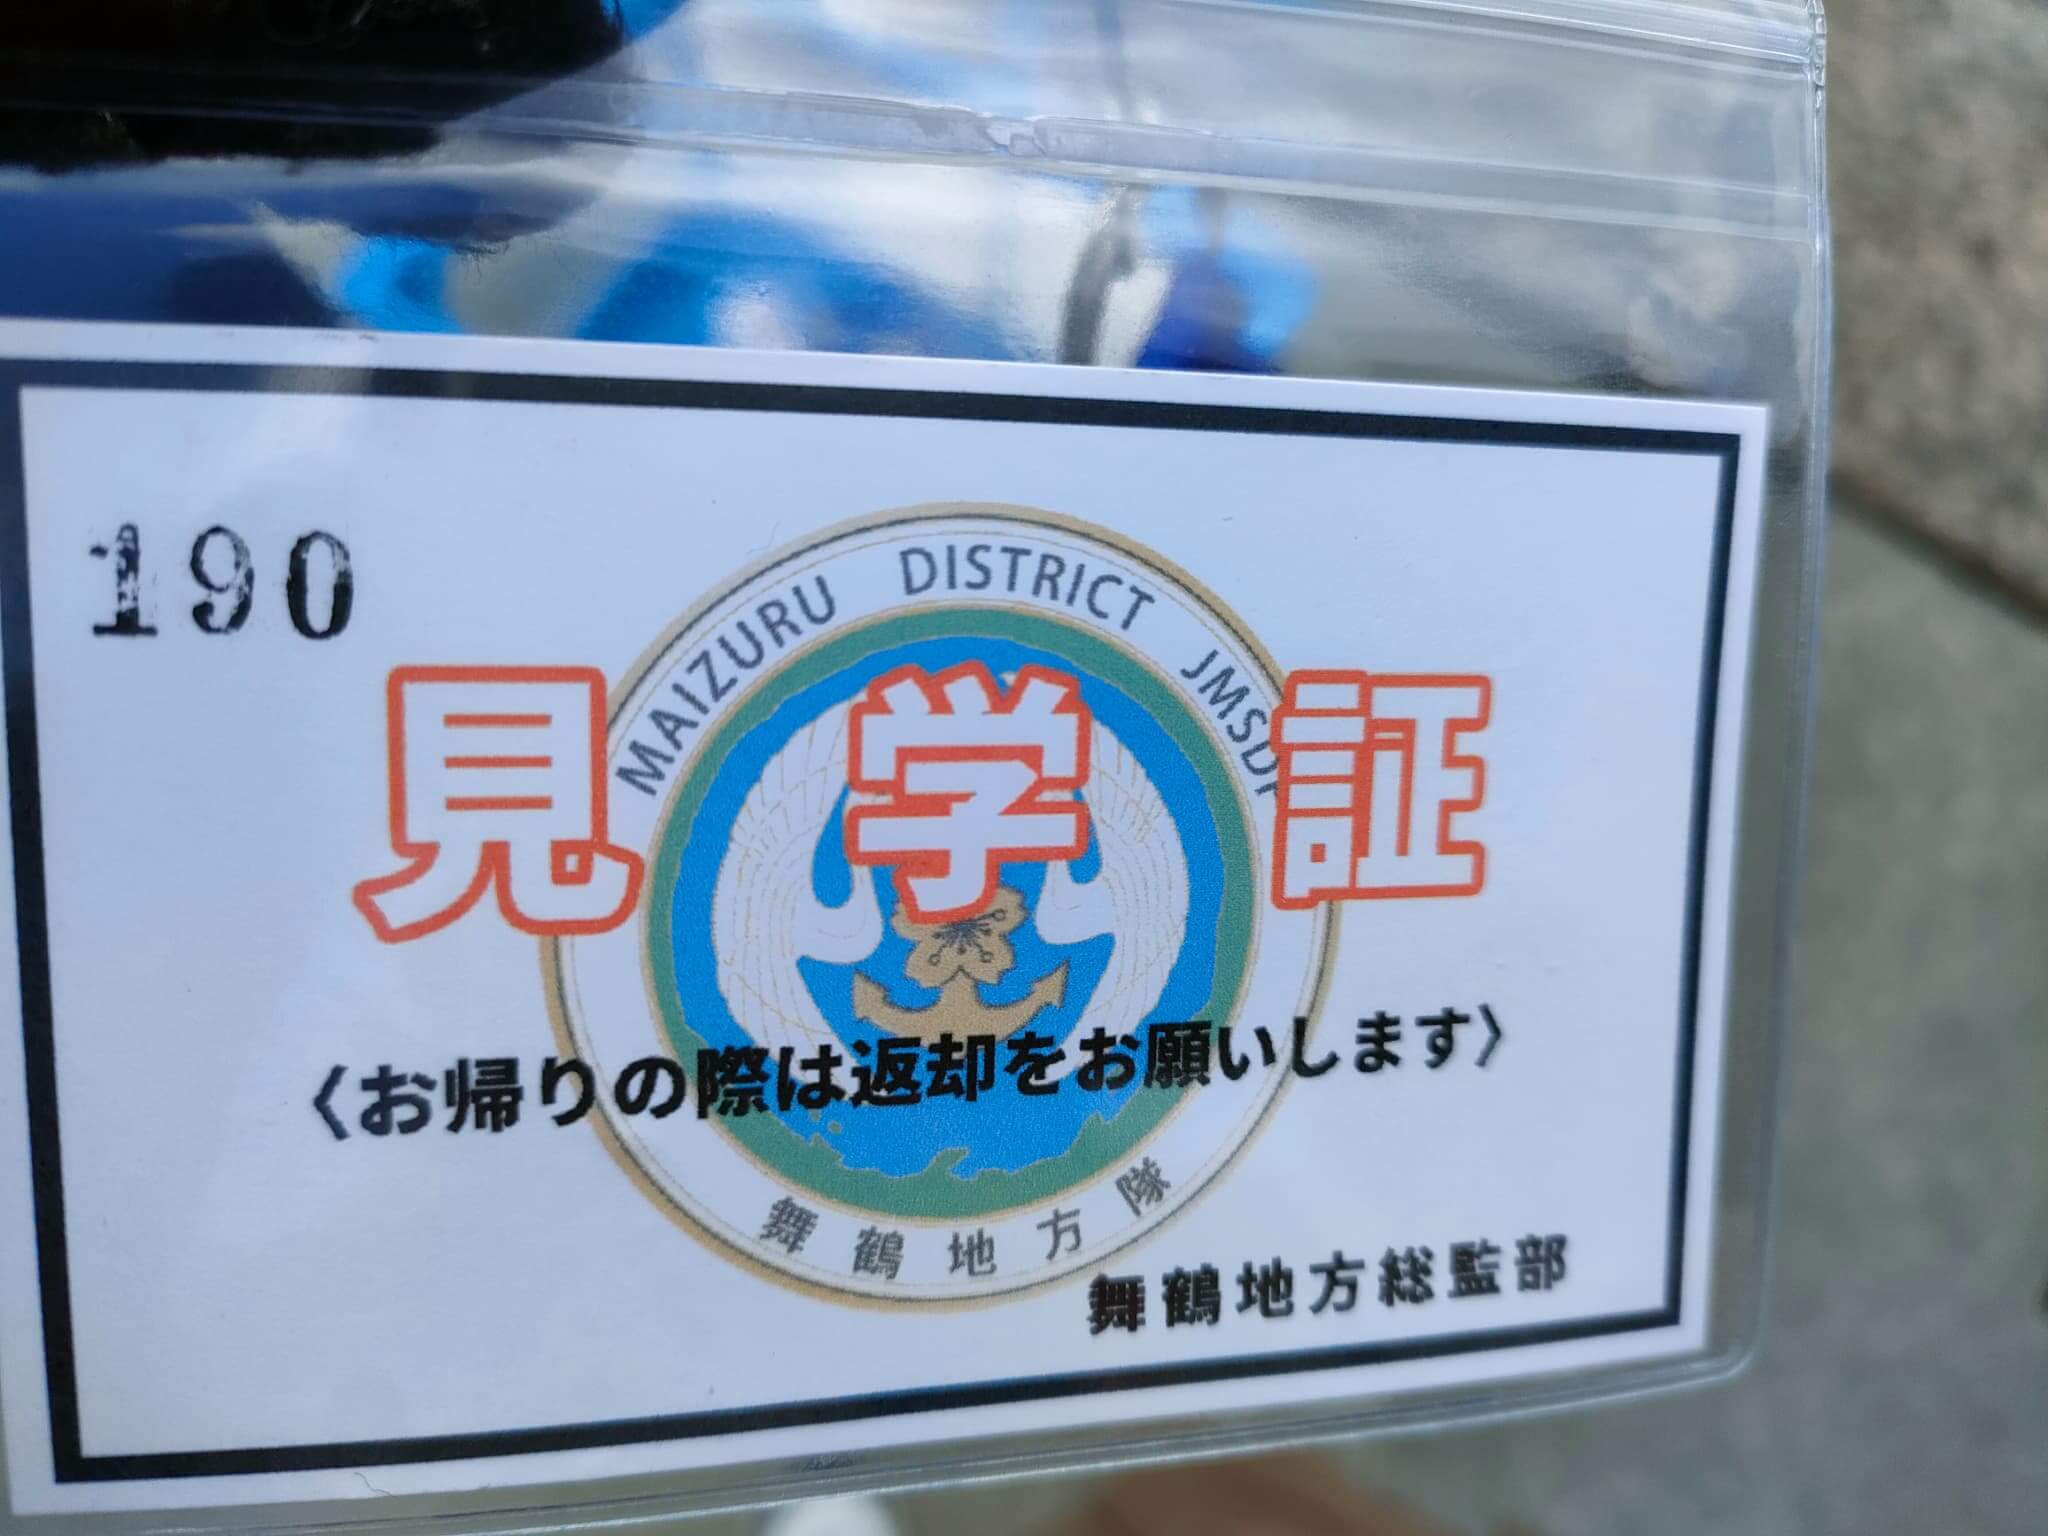 190
MAIZURU DISTRICT JMSDF
見学証
〈お帰りの際は返却をお願いします〉
舞鶴地方隊
舞鶴地方総監部